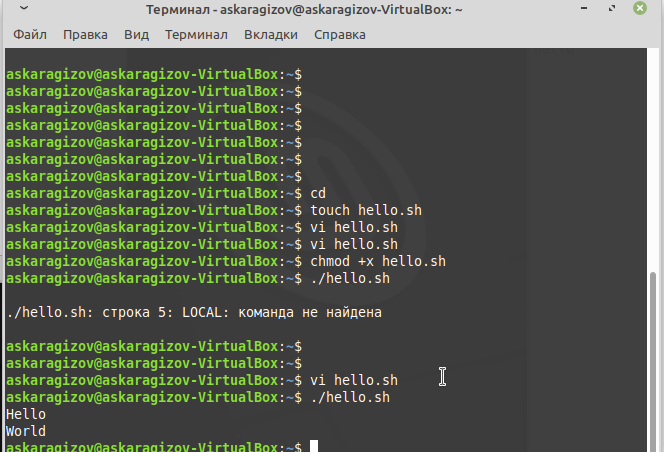 Терминал - askaragizov@askaragizov-VirtualBox: ~
Файл Правка Вид Терминал Вкладки Справка
askaragizov@askaragizov-VirtualBox:~$
askaragizov@askaragizov-VirtualBox:~$
askaragizov@askaragizov-VirtualBox:~$
askaragizov@askaragizov-VirtualBox:~$
askaragizov@askaragizov-VirtualBox:~$
askaragizov@askaragizov-VirtualBox:~$
askaragizov@askaragizov-VirtualBox:~$
askaragizov@askaragizov-VirtualBox:~$ cd
askaragizov@askaragizov-VirtualBox:~$ touch hello.sh
askaragizov@askaragizov-VirtualBox:~$ vi hello.sh
askaragizov@askaragizov-VirtualBox:~$ vi hello.sh
askaragizov@askaragizov-VirtualBox:~$ chmod +x hello.sh
askaragizov@askaragizov-VirtualBox:~$ ./hello.sh
./hello.sh: строка 5: LOCAL: команда не найдена
askaragizov@askaragizov-VirtualBox:~$
askaragizov@askaragizov-VirtualBox:~$
askaragizov@askaragizov-VirtualBox:~$ vi hello.sh
askaragizov@askaragizov-VirtualBox:~$ ./hello.sh
Hello
World
askaragizov@askaragizov-VirtualBox:~$